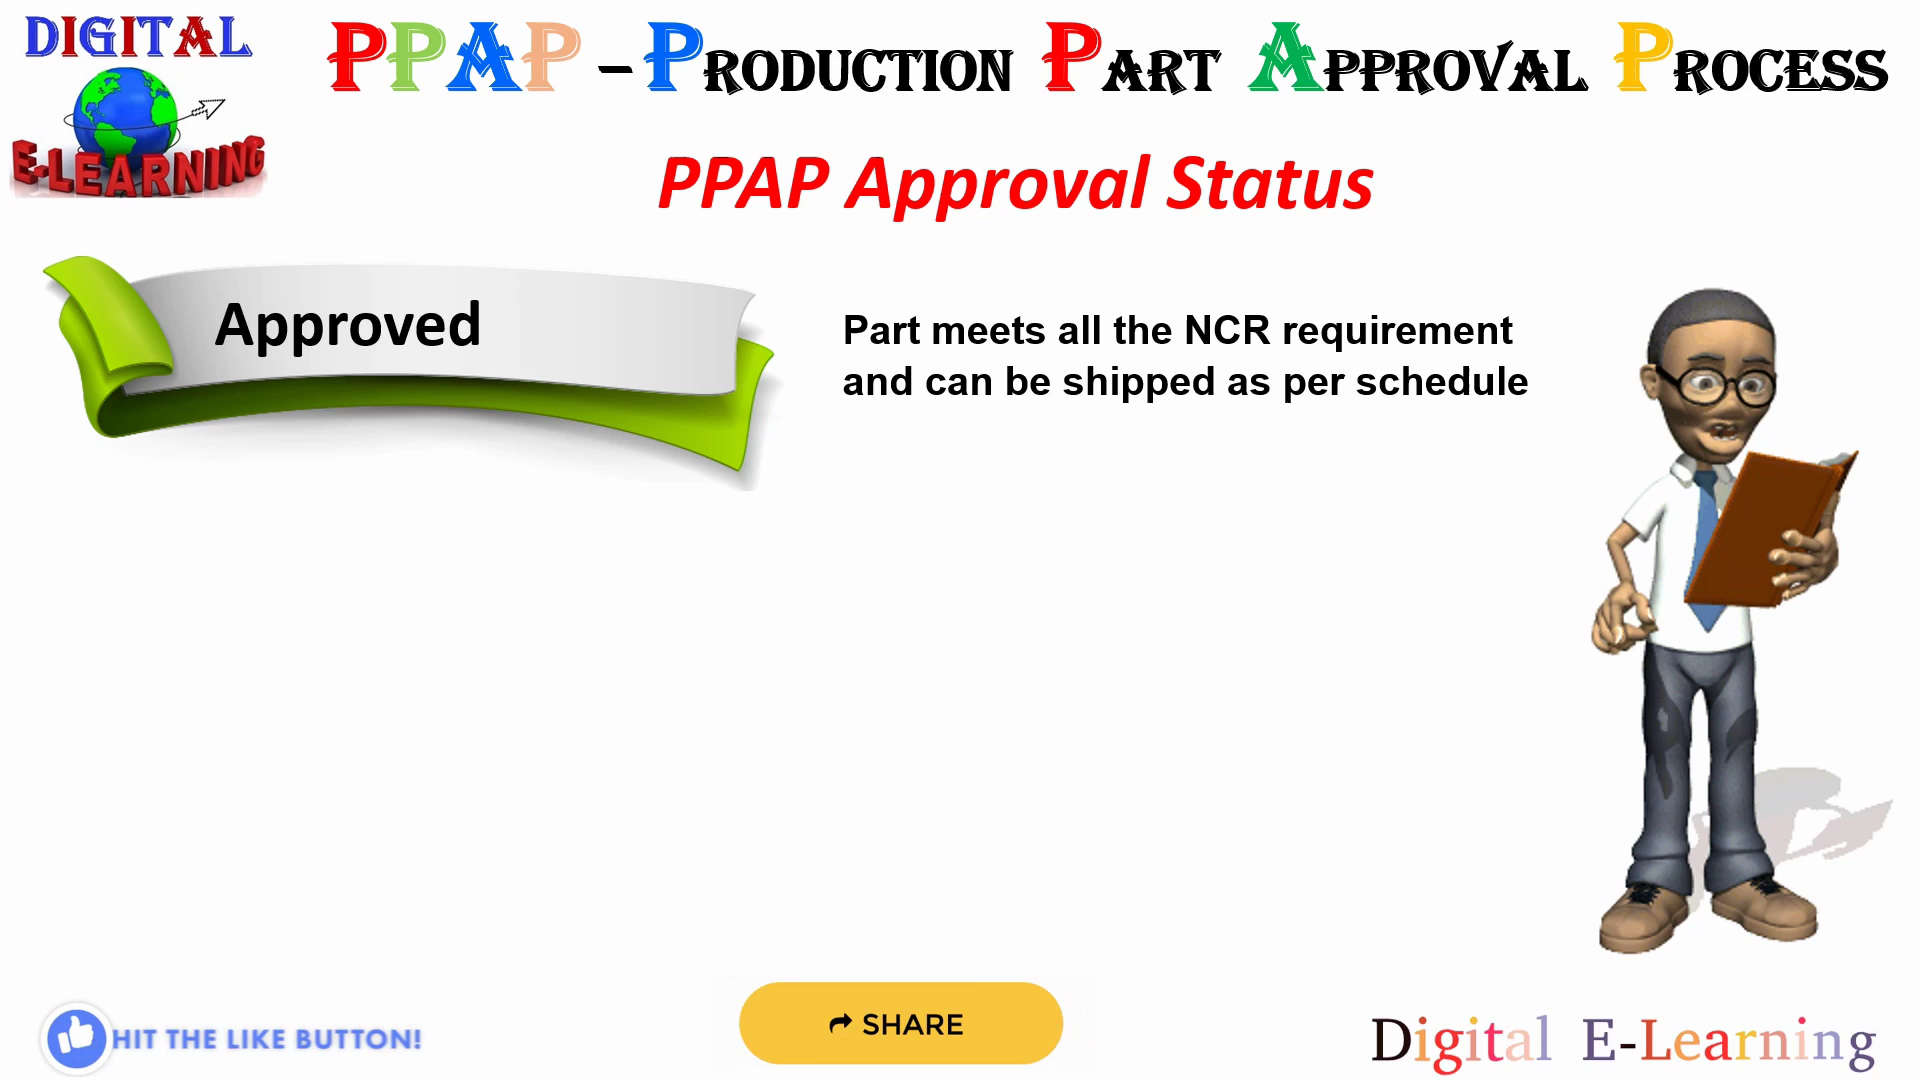 DIGITAL
E-LEARNING
PPAP – PRODUCTION PART APPROVAL PROCESS
PPAP Approval Status
Approved
Part meets all the NCR requirement
and can be shipped as per schedule
HIT THE LIKE BUTTON!
SHARE
Digital E-Learning